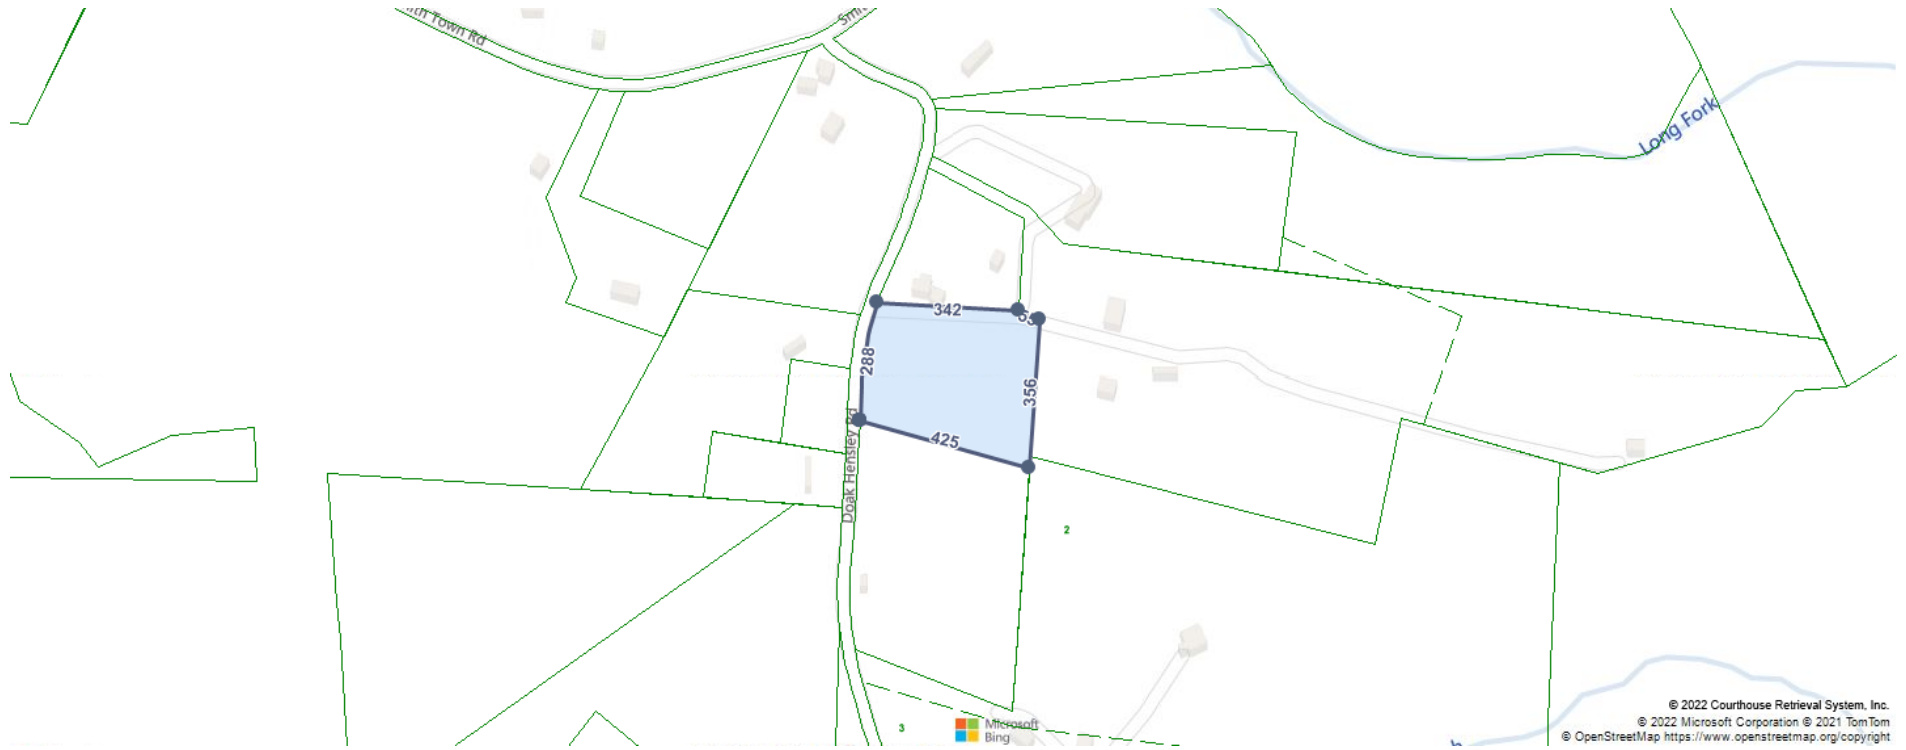 Town Rd
Long Fork
342
288
356
425
Doak Hensley Rd
2
3
Microsoft
Bing
© 2022 Courthouse Retrieval System, Inc.
© 2022 Microsoft Corporation © 2021 TomTom
© OpenStreetMap https://www.openstreetmap.org/copyright